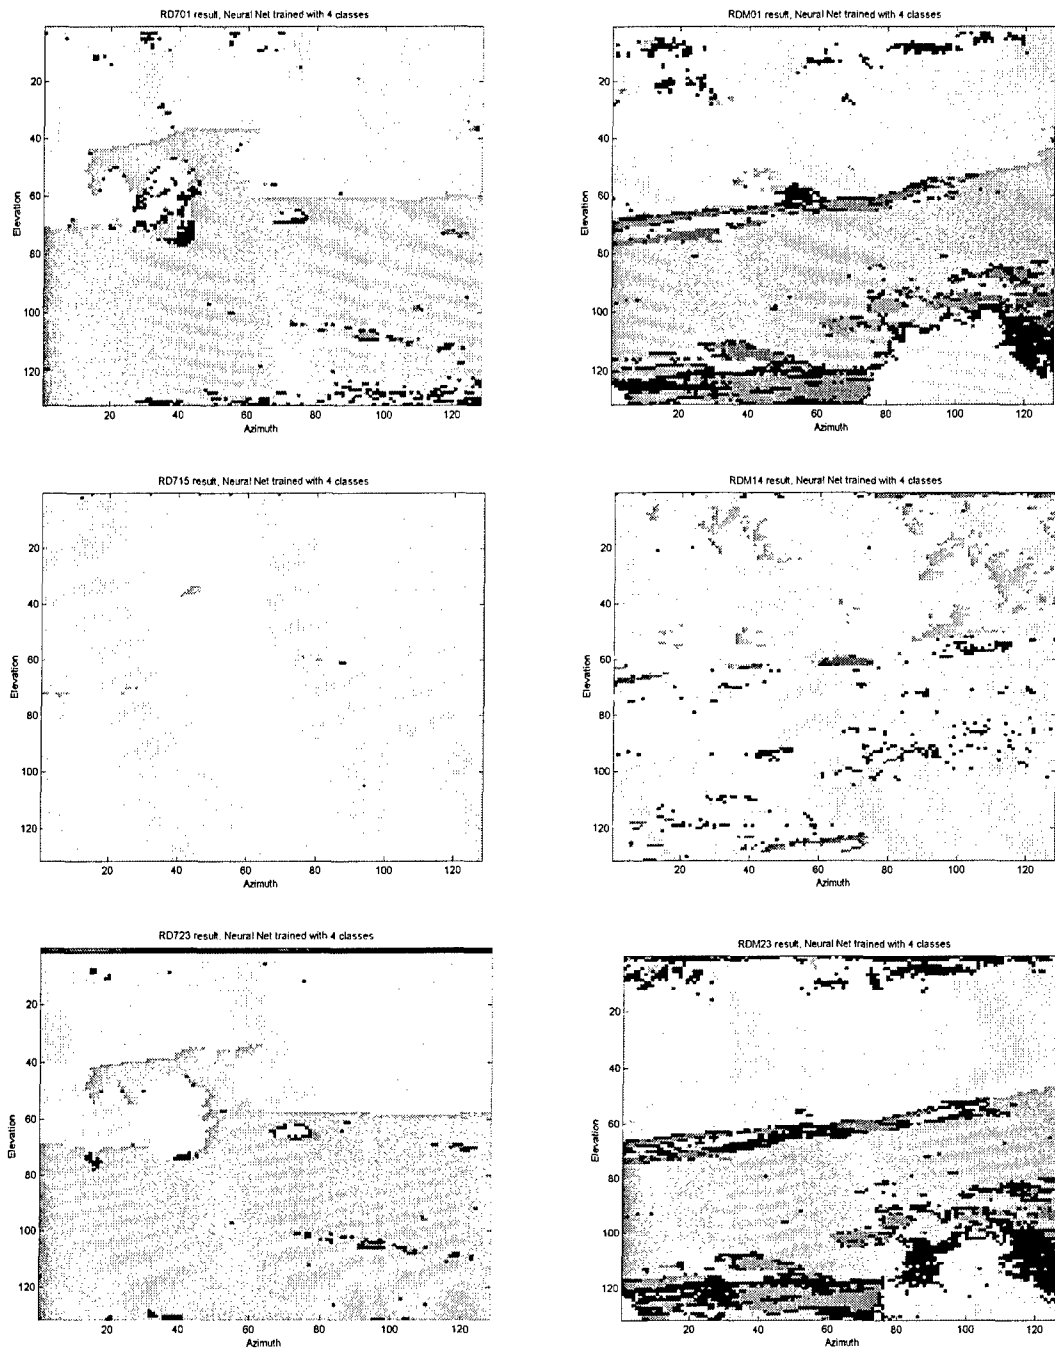 RD701 result, Neural Net trained with 4 classes
Elevation
20
40
60
80
100
120
20 40 60 80 100 120
Azimuth
RDM01 result, Neural Net trained with 4 classes
Elevation
20
40
60
80
100
120
20 40 60 80 100 120
Azimuth
RD715 result, Neural Net trained with 4 classes
Elevation
20
40
60
80
100
120
20 40 60 80 100 120
Azimuth
RDM14 result, Neural Net trained with 4 classes
Elevation
20
40
60
80
100
120
20 40 60 80 100 120
Azimuth
RD723 result, Neural Net trained with 4 classes
Elevation
20
40
60
80
100
120
20 40 60 80 100 120
Azimuth
RDM23 result, Neural Net trained with 4 classes
Elevation
20
40
60
80
100
120
20 40 60 80 100 120
Azimuth